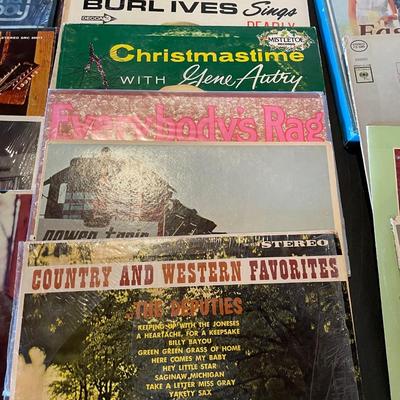 BURL IVES Sings
DECCA
PEARLY
Christmastime
MISTLETOE
WITH Gene Autry
Everybody's Rag
STEREO
COUNTRY AND WESTERN FAVORITES
THE DEPUTIES
KEEPING UP WITH THE JONESES
A HEARTACHE, FOR A KEEPSAKE
BILLY BAYOU
GREEN GREEN GRASS OF HOME
HERE COMES MY BABY
HEY LITTLE STAR
SAGINAW, MICHIGAN
TAKE A LETTER MISS GRAY
YAKETY SAX